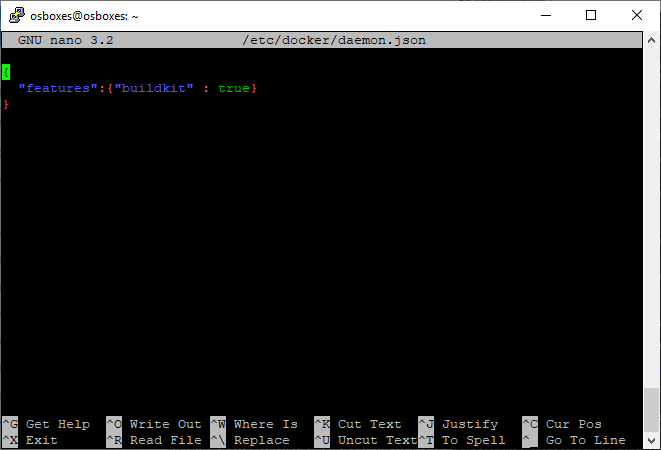 osboxes@osboxes: ~
GNU nano 3.2 /etc/docker/daemon.json
{
"features":{"buildkit" : true}
}
^G Get Help ^O Write Out ^W Where Is ^K Cut Text ^J Justify ^C Cur Pos
^X Exit ^R Read File ^\ Replace ^U Uncut Text ^T To Spell ^_ Go To Line